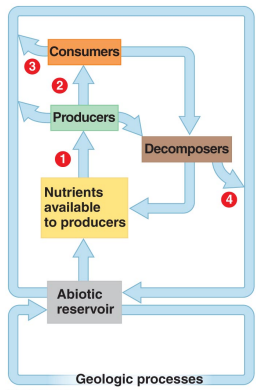 Consumers
3
2
Producers
1
Decomposers
Nutrients
available
to producers
4
Abiotic
reservoir
Geologic processes